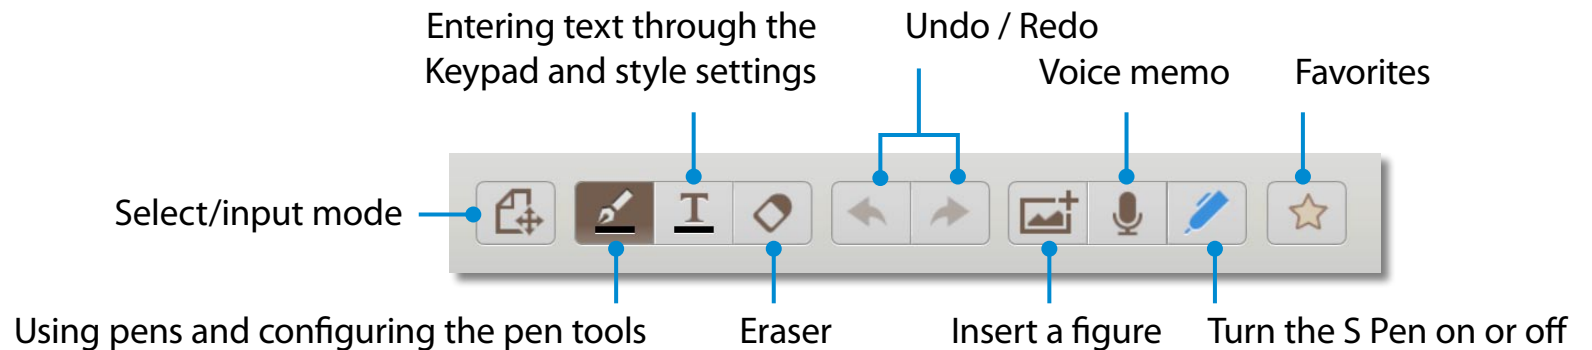 Entering text through the
Keypad and style settings
Undo / Redo
Voice memo
Favorites
Select/input mode
T
Using pens and configuring the pen tools
Eraser
Insert a figure
Turn the S Pen on or off